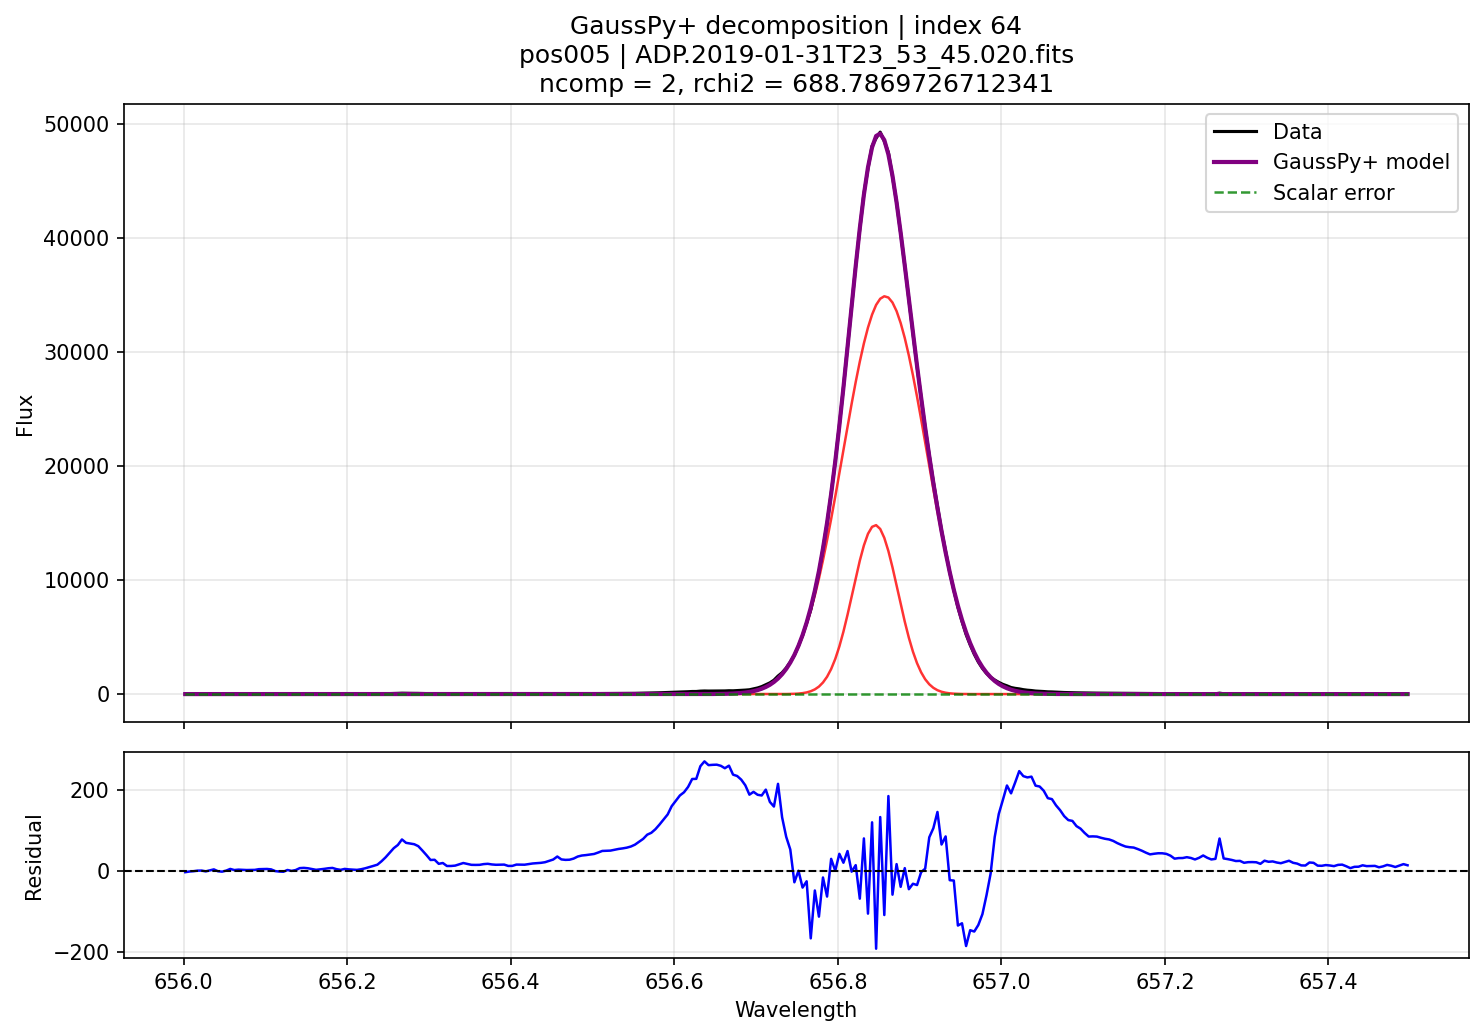 GaussPy+ decomposition | index 64
pos005 | ADP.2019-01-31T23_53_45.020.fits
ncomp = 2, rchi2 = 688.7869726712341
Data
GaussPy+ model
Scalar error
50000
40000
30000
20000
10000
0
Flux
200
0
−200
Residual
656.0 656.2 656.4 656.6 656.8 657.0 657.2 657.4
Wavelength